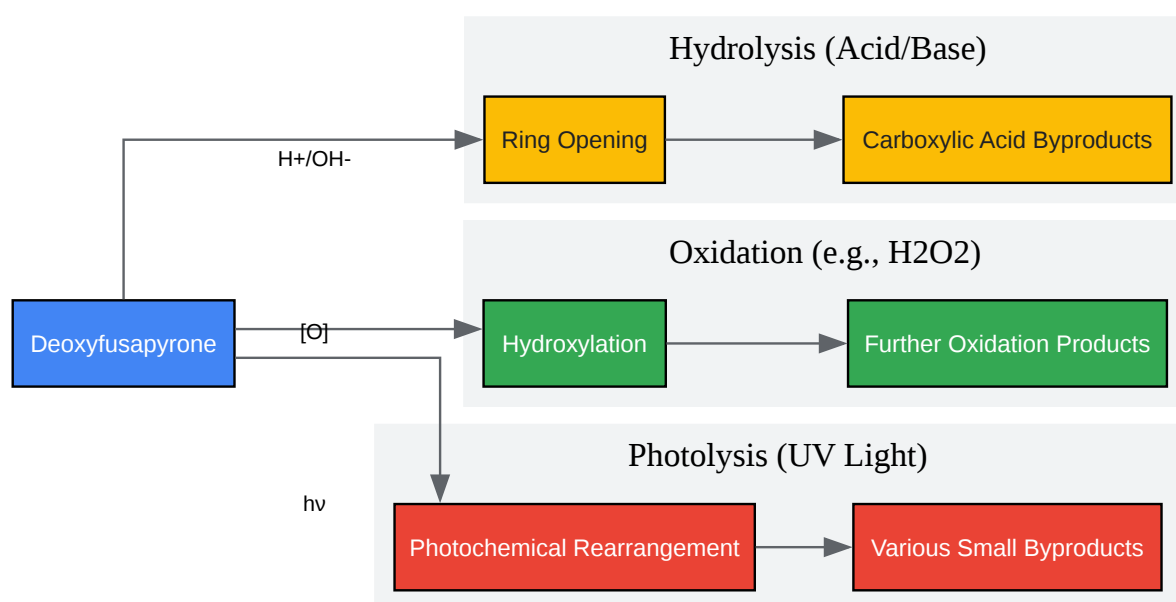 Hydrolysis (Acid/Base)
Ring Opening
Carboxylic Acid Byproducts
H+/OH-
Oxidation (e.g., H2O2)
Deoxyfusapyrone
[O]
Hydroxylation
Further Oxidation Products
Photolysis (UV Light)
hν
Photochemical Rearrangement
Various Small Byproducts